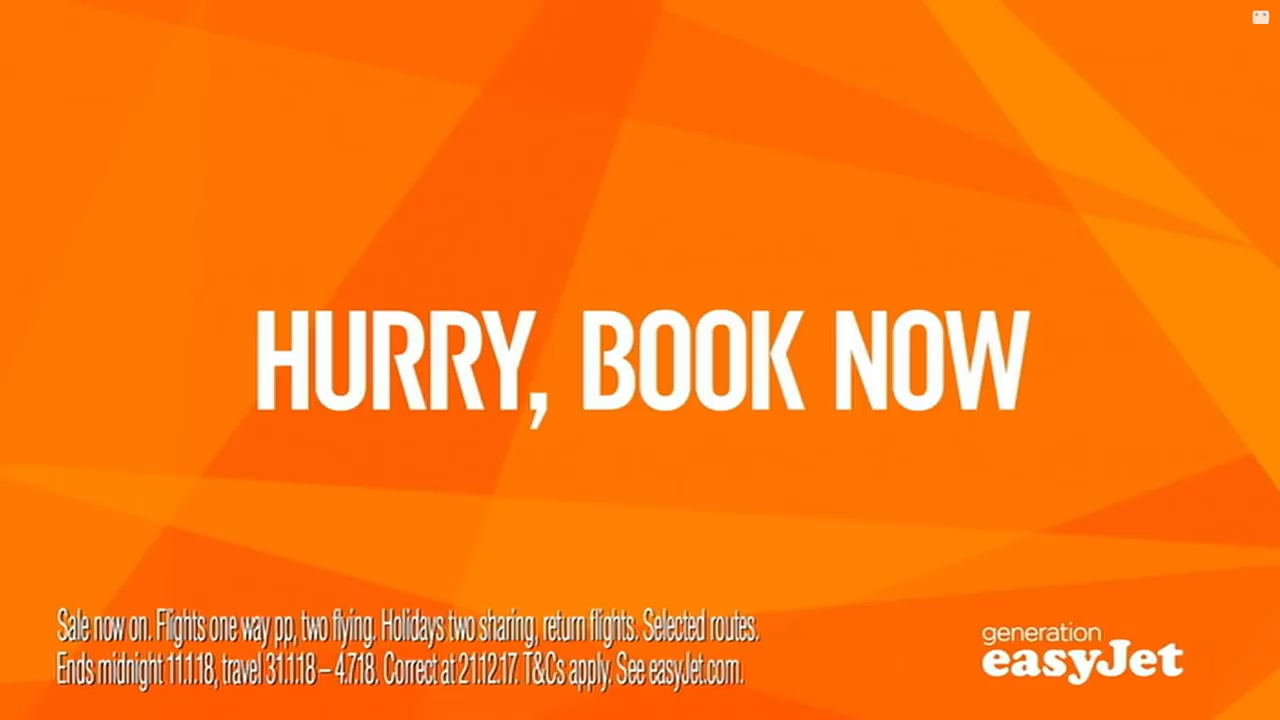 HURRY, BOOK NOW
Sale now on. Flights one way pp, two flying. Holidays two sharing, return flights. Selected routes.
Ends midnight 11.1.18, travel 31.1.18 – 4.7.18. Correct at 21.12.17. T&Cs apply. See easyJet.com.
generation
easyJet